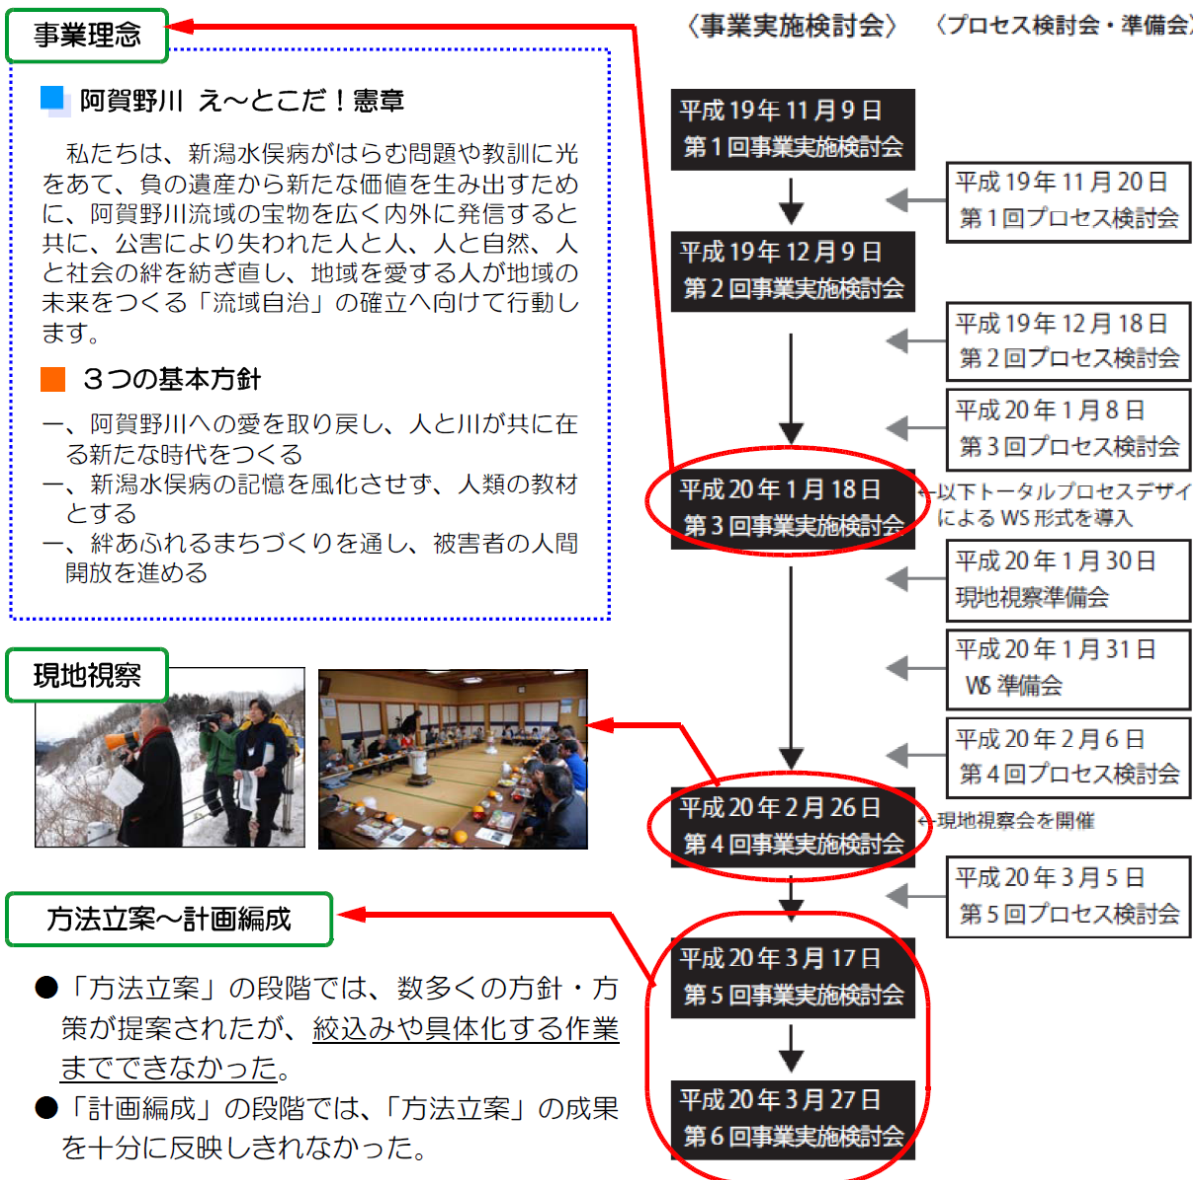 事業理念
阿賀野川 え～とこだ！憲章
私たちは、新潟水俣病がはらむ問題や教訓に光
をあて、負の遺産から新たな価値を生み出すため
に、阿賀野川流域の宝物を広く内外に発信すると
共に、公害により失われた人と人、人と自然、人
と社会の絆を紡ぎ直し、地域を愛する人が地域の
未来をつくる「流域自治」の確立へ向けて行動し
ます。
３つの基本方針
一、阿賀野川への愛を取り戻し、人と川が共に在
る新たな時代をつくる
一、新潟水俣病の記憶を風化させず、人類の教材
とする
一、絆あふれるまちづくりを通し、被害者の人間
開放を進める
現地視察
方法立案～計画編成
●「方法立案」の段階では、数多くの方針・方
策が提案されたが、絞込みや具体化する作業
までできなかった。
●「計画編成」の段階では、「方法立案」の成果
を十分に反映しきれなかった。
〈事業実施検討会〉
〈プロセス検討会・準備会〉
平成19年11月9日
第1回事業実施検討会
平成19年11月20日
第1回プロセス検討会
平成19年12月9日
第2回事業実施検討会
平成19年12月18日
第2回プロセス検討会
平成20年1月8日
第3回プロセス検討会
平成20年1月18日
第3回事業実施検討会
←以下トータルプロセスデザイ
によるWS形式を導入
平成20年1月30日
現地視察準備会
平成20年1月31日
WS準備会
平成20年2月6日
第4回プロセス検討会
平成20年2月26日
第4回事業実施検討会
←現地視察会を開催
平成20年3月5日
第5回プロセス検討会
平成20年3月17日
第5回事業実施検討会
平成20年3月27日
第6回事業実施検討会